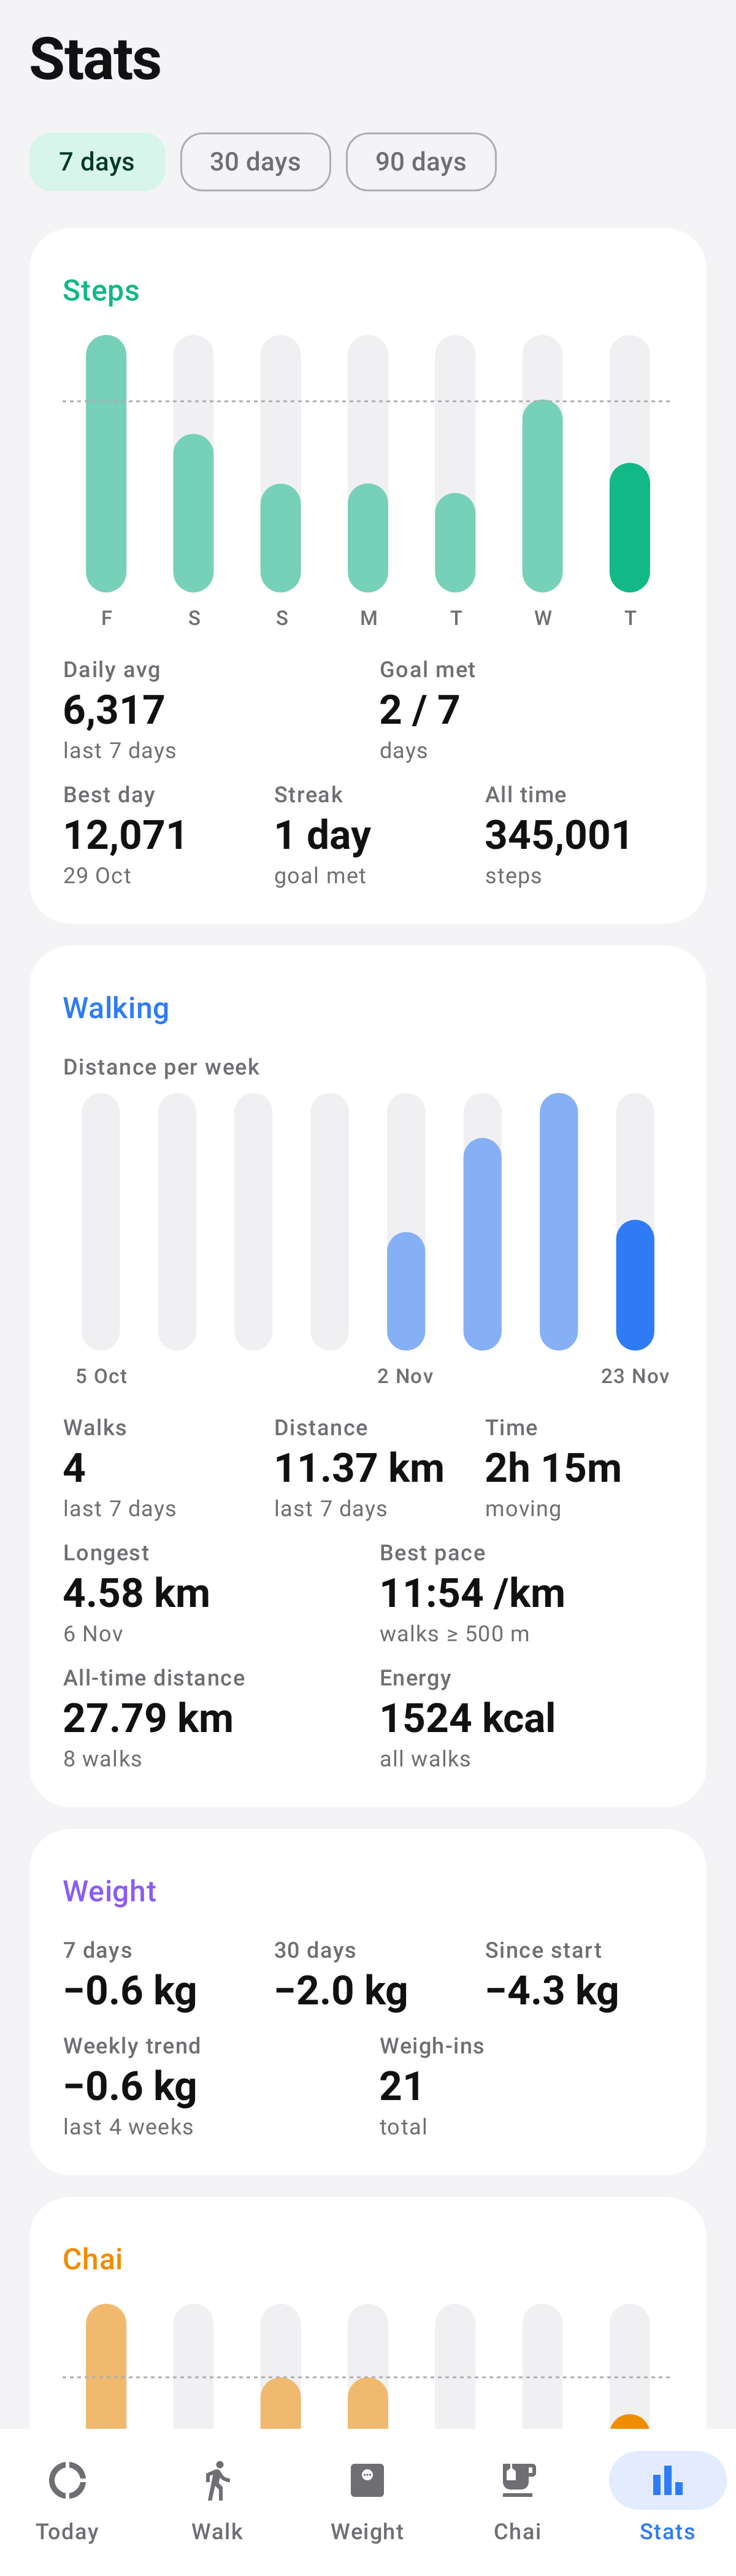 Stats
7 days 30 days 90 days
Steps
F S S M T W T
Daily avg Goal met
6,317 2 / 7
last 7 days days
Best day Streak All time
12,071 1 day 345,001
29 Oct goal met steps
Walking
Distance per week
5 Oct 2 Nov 23 Nov
Walks Distance Time
4 11.37 km 2h 15m
last 7 days last 7 days moving
Longest Best pace
4.58 km 11:54 /km
6 Nov walks ≥ 500 m
All-time distance Energy
27.79 km 1524 kcal
8 walks all walks
Weight
7 days 30 days Since start
−0.6 kg −2.0 kg −4.3 kg
Weekly trend Weigh-ins
−0.6 kg 21
last 4 weeks total
Chai
Today Walk Weight Chai Stats